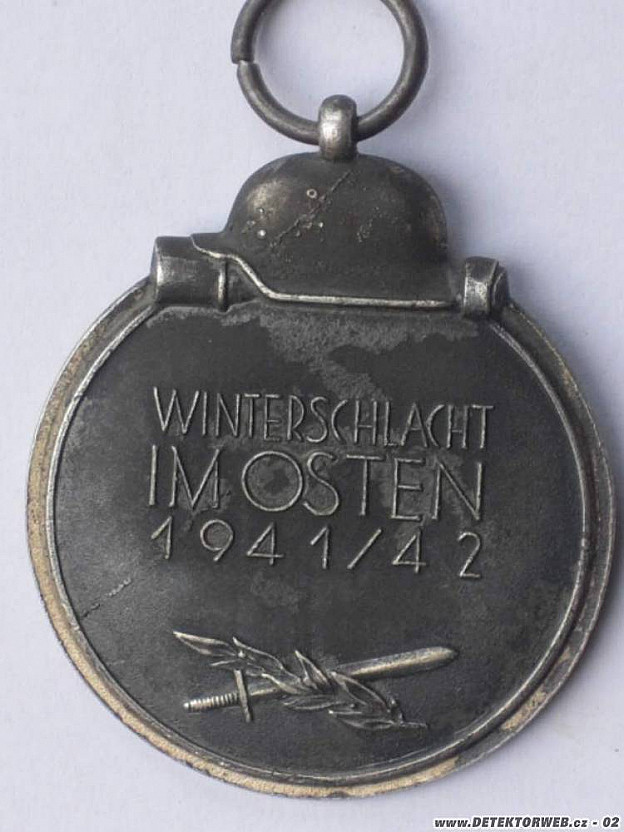 WINTERSCHLACHT
IM OSTEN
1941/42
www.DETEKTORWEB.cz - 02